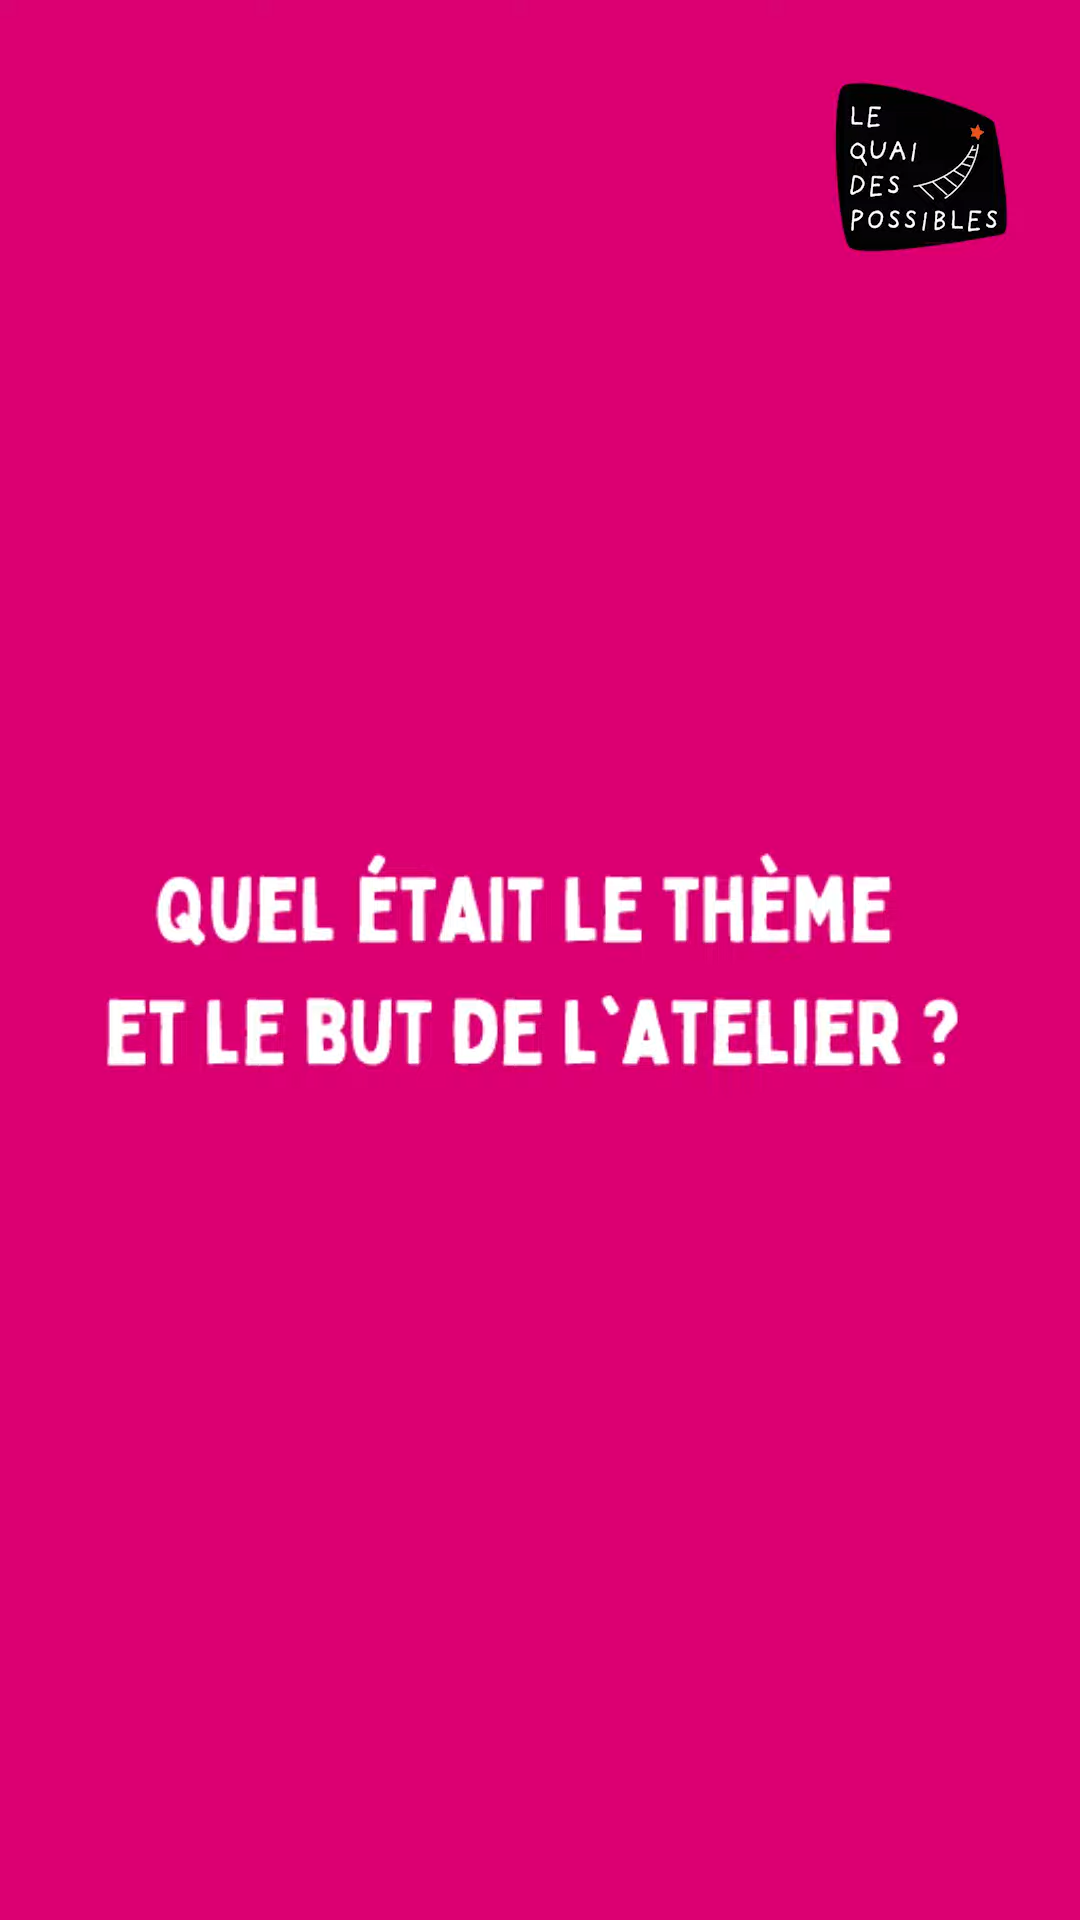 LE
QUAI
DES
POSSIBLES
QUEL ÉTAIT LE THÈME
ET LE BUT DE L`ATELIER ?